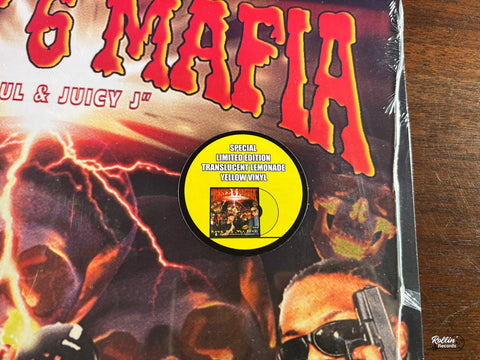 6 MAFIA
UL & JUICY J"
SPECIAL
LIMITED EDITION
TRANSLUCENT LEMONADE
YELLOW VINYL
Rollin'
Records